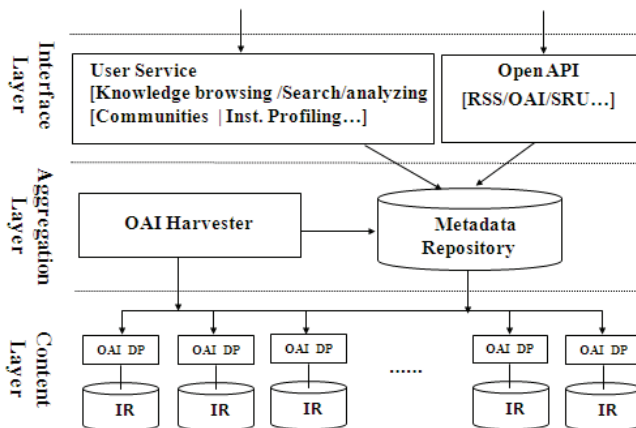 Interface
Layer
User Service
[Knowledge browsing /Search/analyzing
[Communities | Inst. Profiling…]
Open API
[RSS/OAI/SRU…]
Aggregation
Layer
OAI Harvester
Metadata
Repository
Content
Layer
OAI DP
OAI DP
OAI DP
......
OAI DP
OAI DP
IR
IR
IR
IR
IR